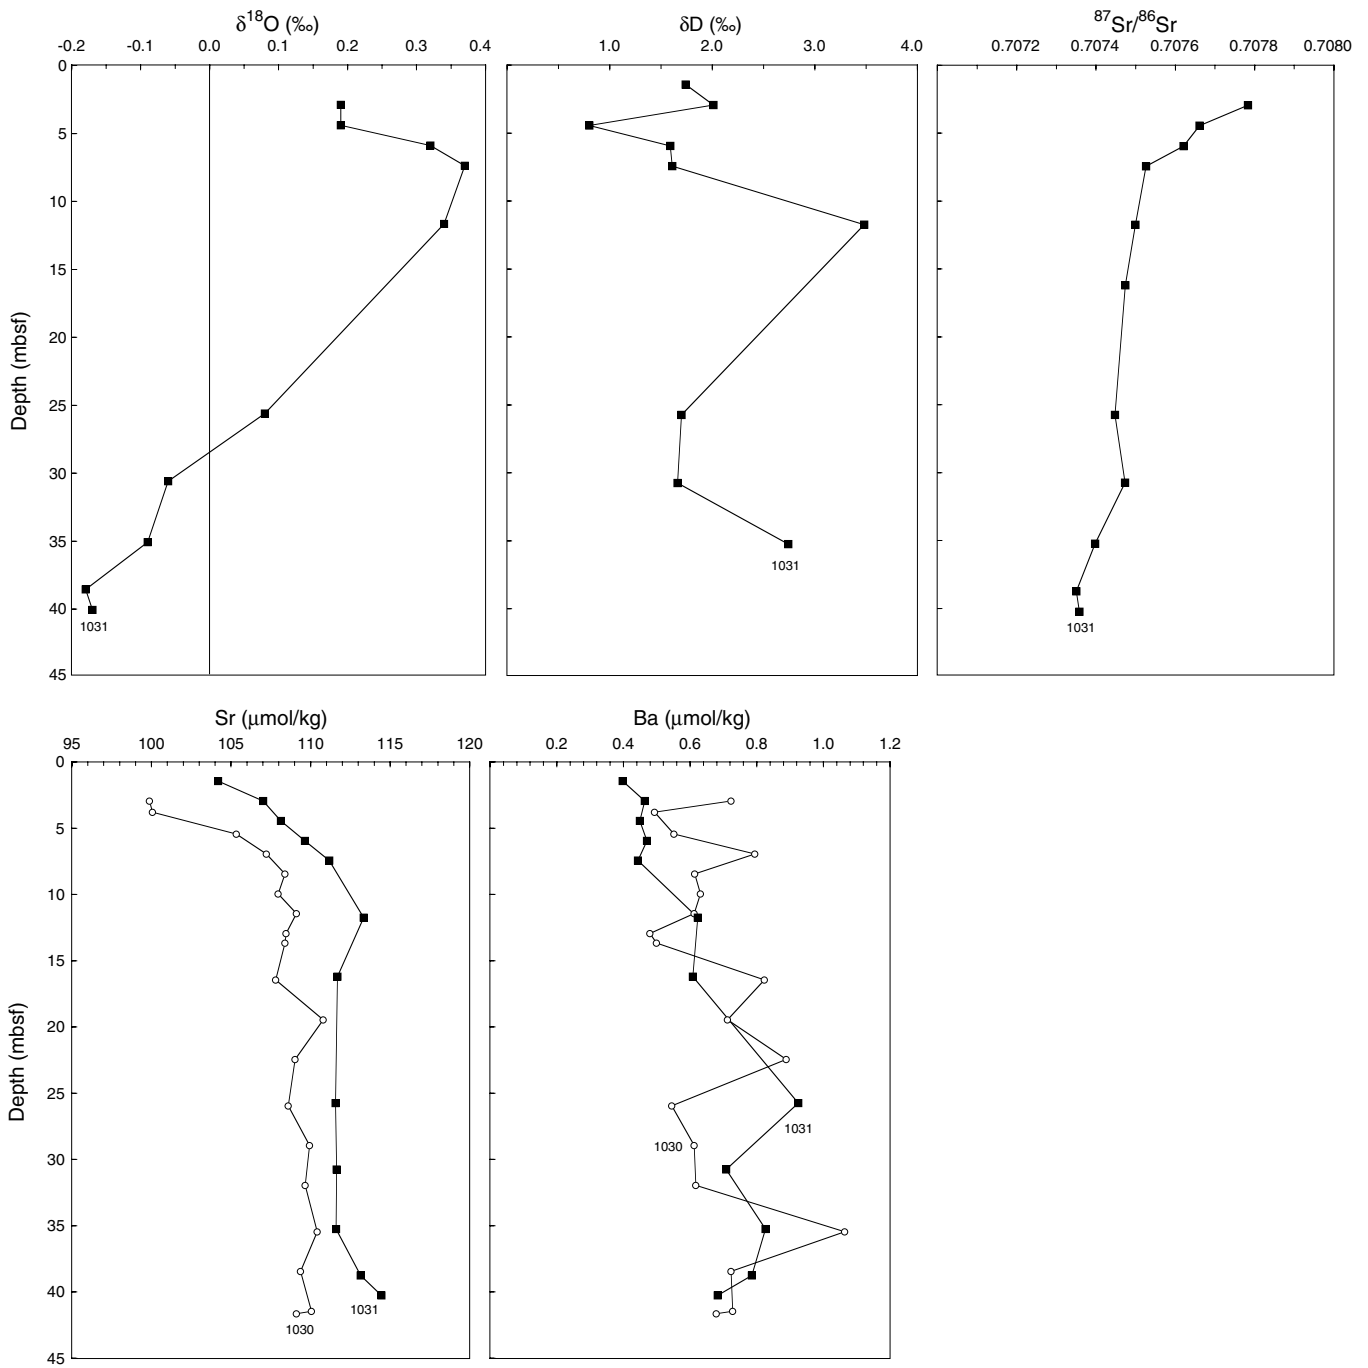 δ18O (‰)
-0.2 -0.1 0.0 0.1 0.2 0.3 0.4
0
5
10
15
20
25
30
35
40
45
Depth (mbsf)
1031
δD (‰)
1.0 2.0 3.0 4.0
1031
87Sr/86Sr
0.7072 0.7074 0.7076 0.7078 0.7080
1031
Sr (μmol/kg)
95 100 105 110 115 120
0
5
10
15
20
25
30
35
40
45
Depth (mbsf)
1031
1030
Ba (μmol/kg)
0.2 0.4 0.6 0.8 1.0 1.2
1031
1030